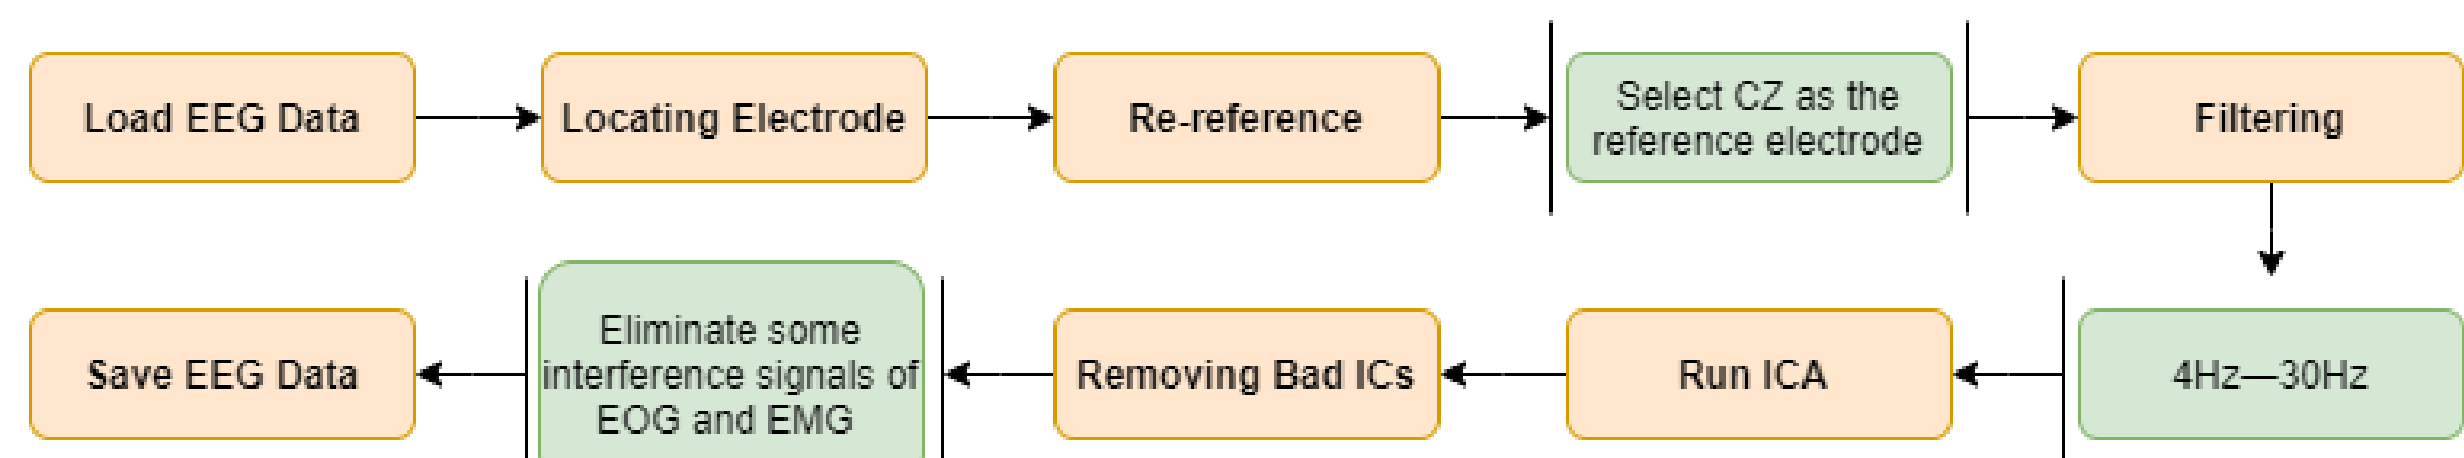 Load EEG Data
Locating Electrode
Re-reference
Select CZ as the
reference electrode
Filtering
4Hz—30Hz
Run ICA
Removing Bad ICs
Eliminate some
interference signals of
EOG and EMG
Save EEG Data